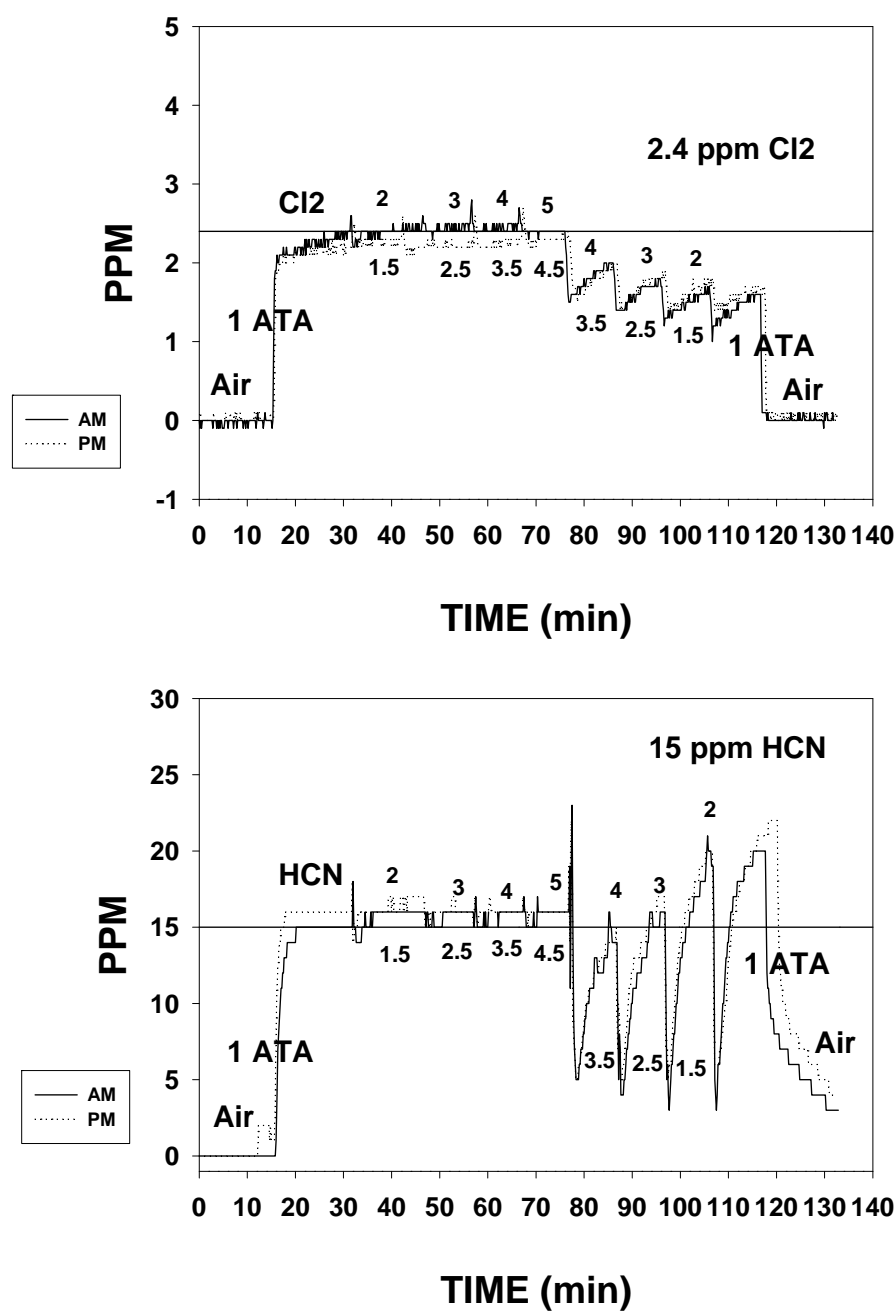 5
4
3
2
1
0
-1
PPM
2.4 ppm Cl2
Cl2
2 3 4 5
1.5 2.5 3.5 4.5
4 3 2
3.5 2.5 1.5
1 ATA
1 ATA
Air
Air
AM
PM
0 10 20 30 40 50 60 70 80 90 100 110 120 130 140
TIME (min)
30
25
20
15
10
5
0
PPM
15 ppm HCN
HCN
2 3 4 5
1.5 2.5 3.5 4.5
4 3 2
3.5 2.5 1.5
1 ATA
1 ATA
Air
Air
AM
PM
0 10 20 30 40 50 60 70 80 90 100 110 120 130 140
TIME (min)